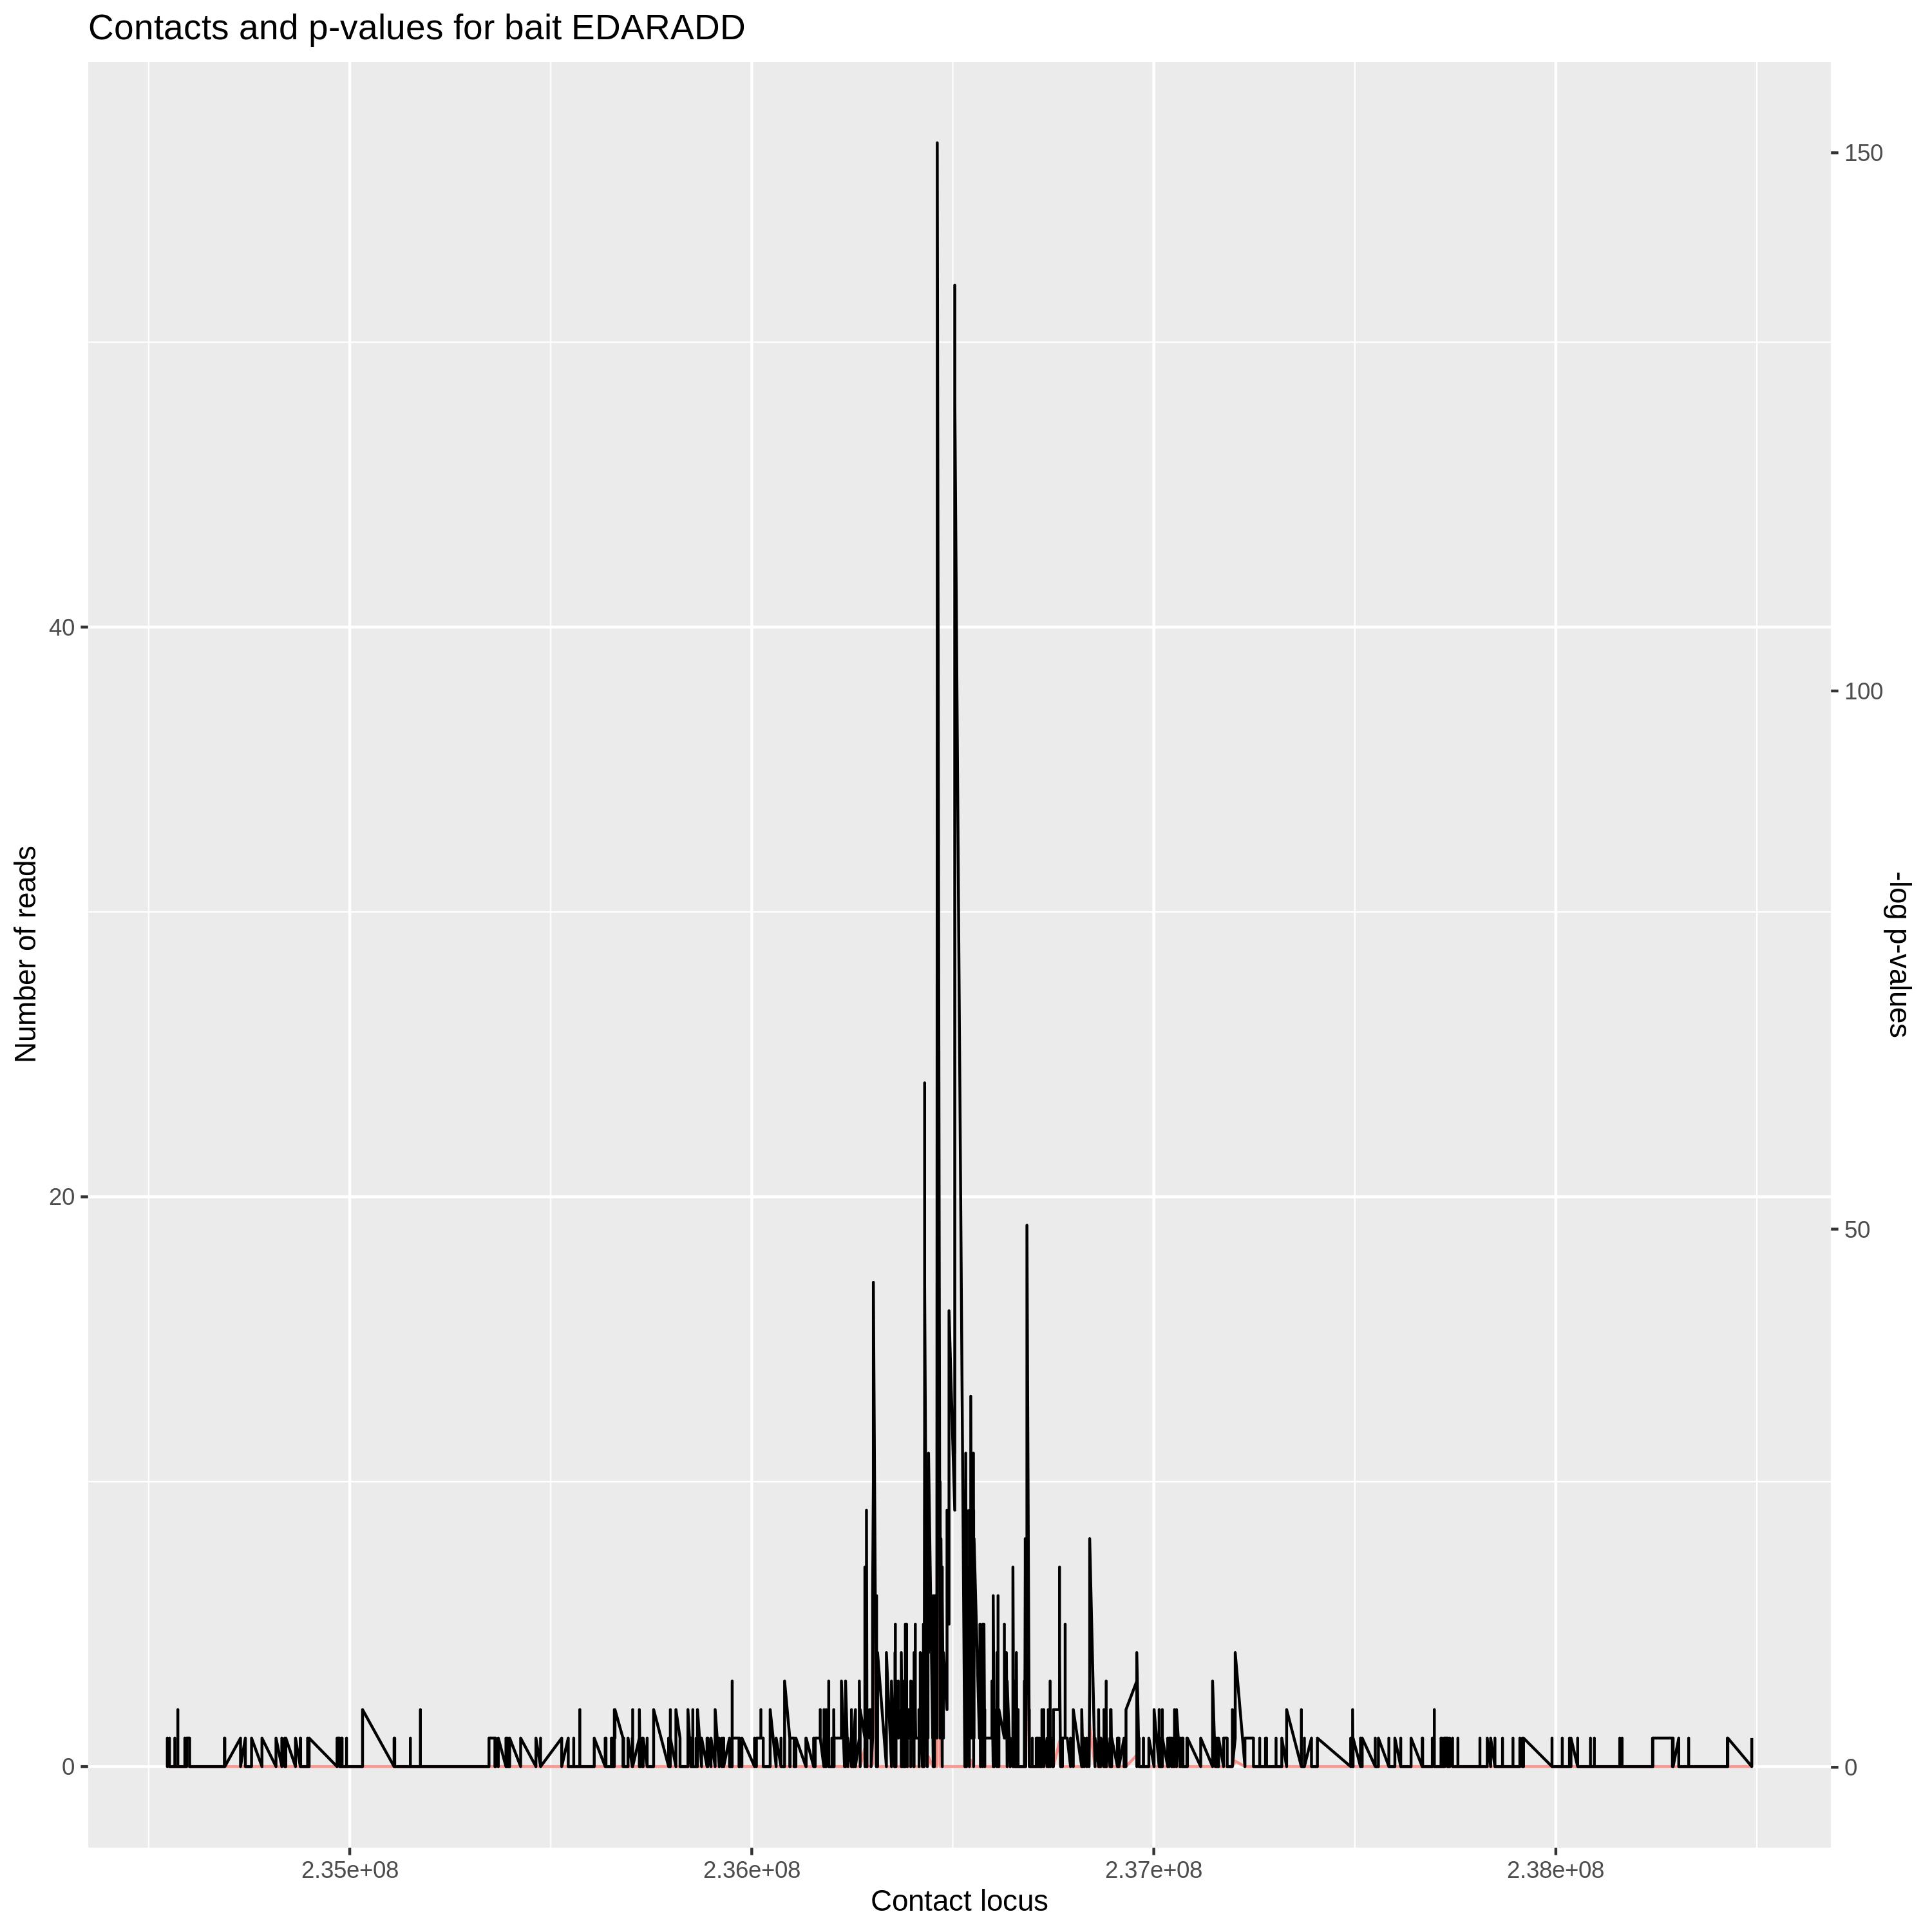 Contacts and p-values for bait EDARADD
150
40
100
Number of reads
-log p-values
20
50
0
0
2.35e+08
2.36e+08
2.37e+08
2.38e+08
Contact locus